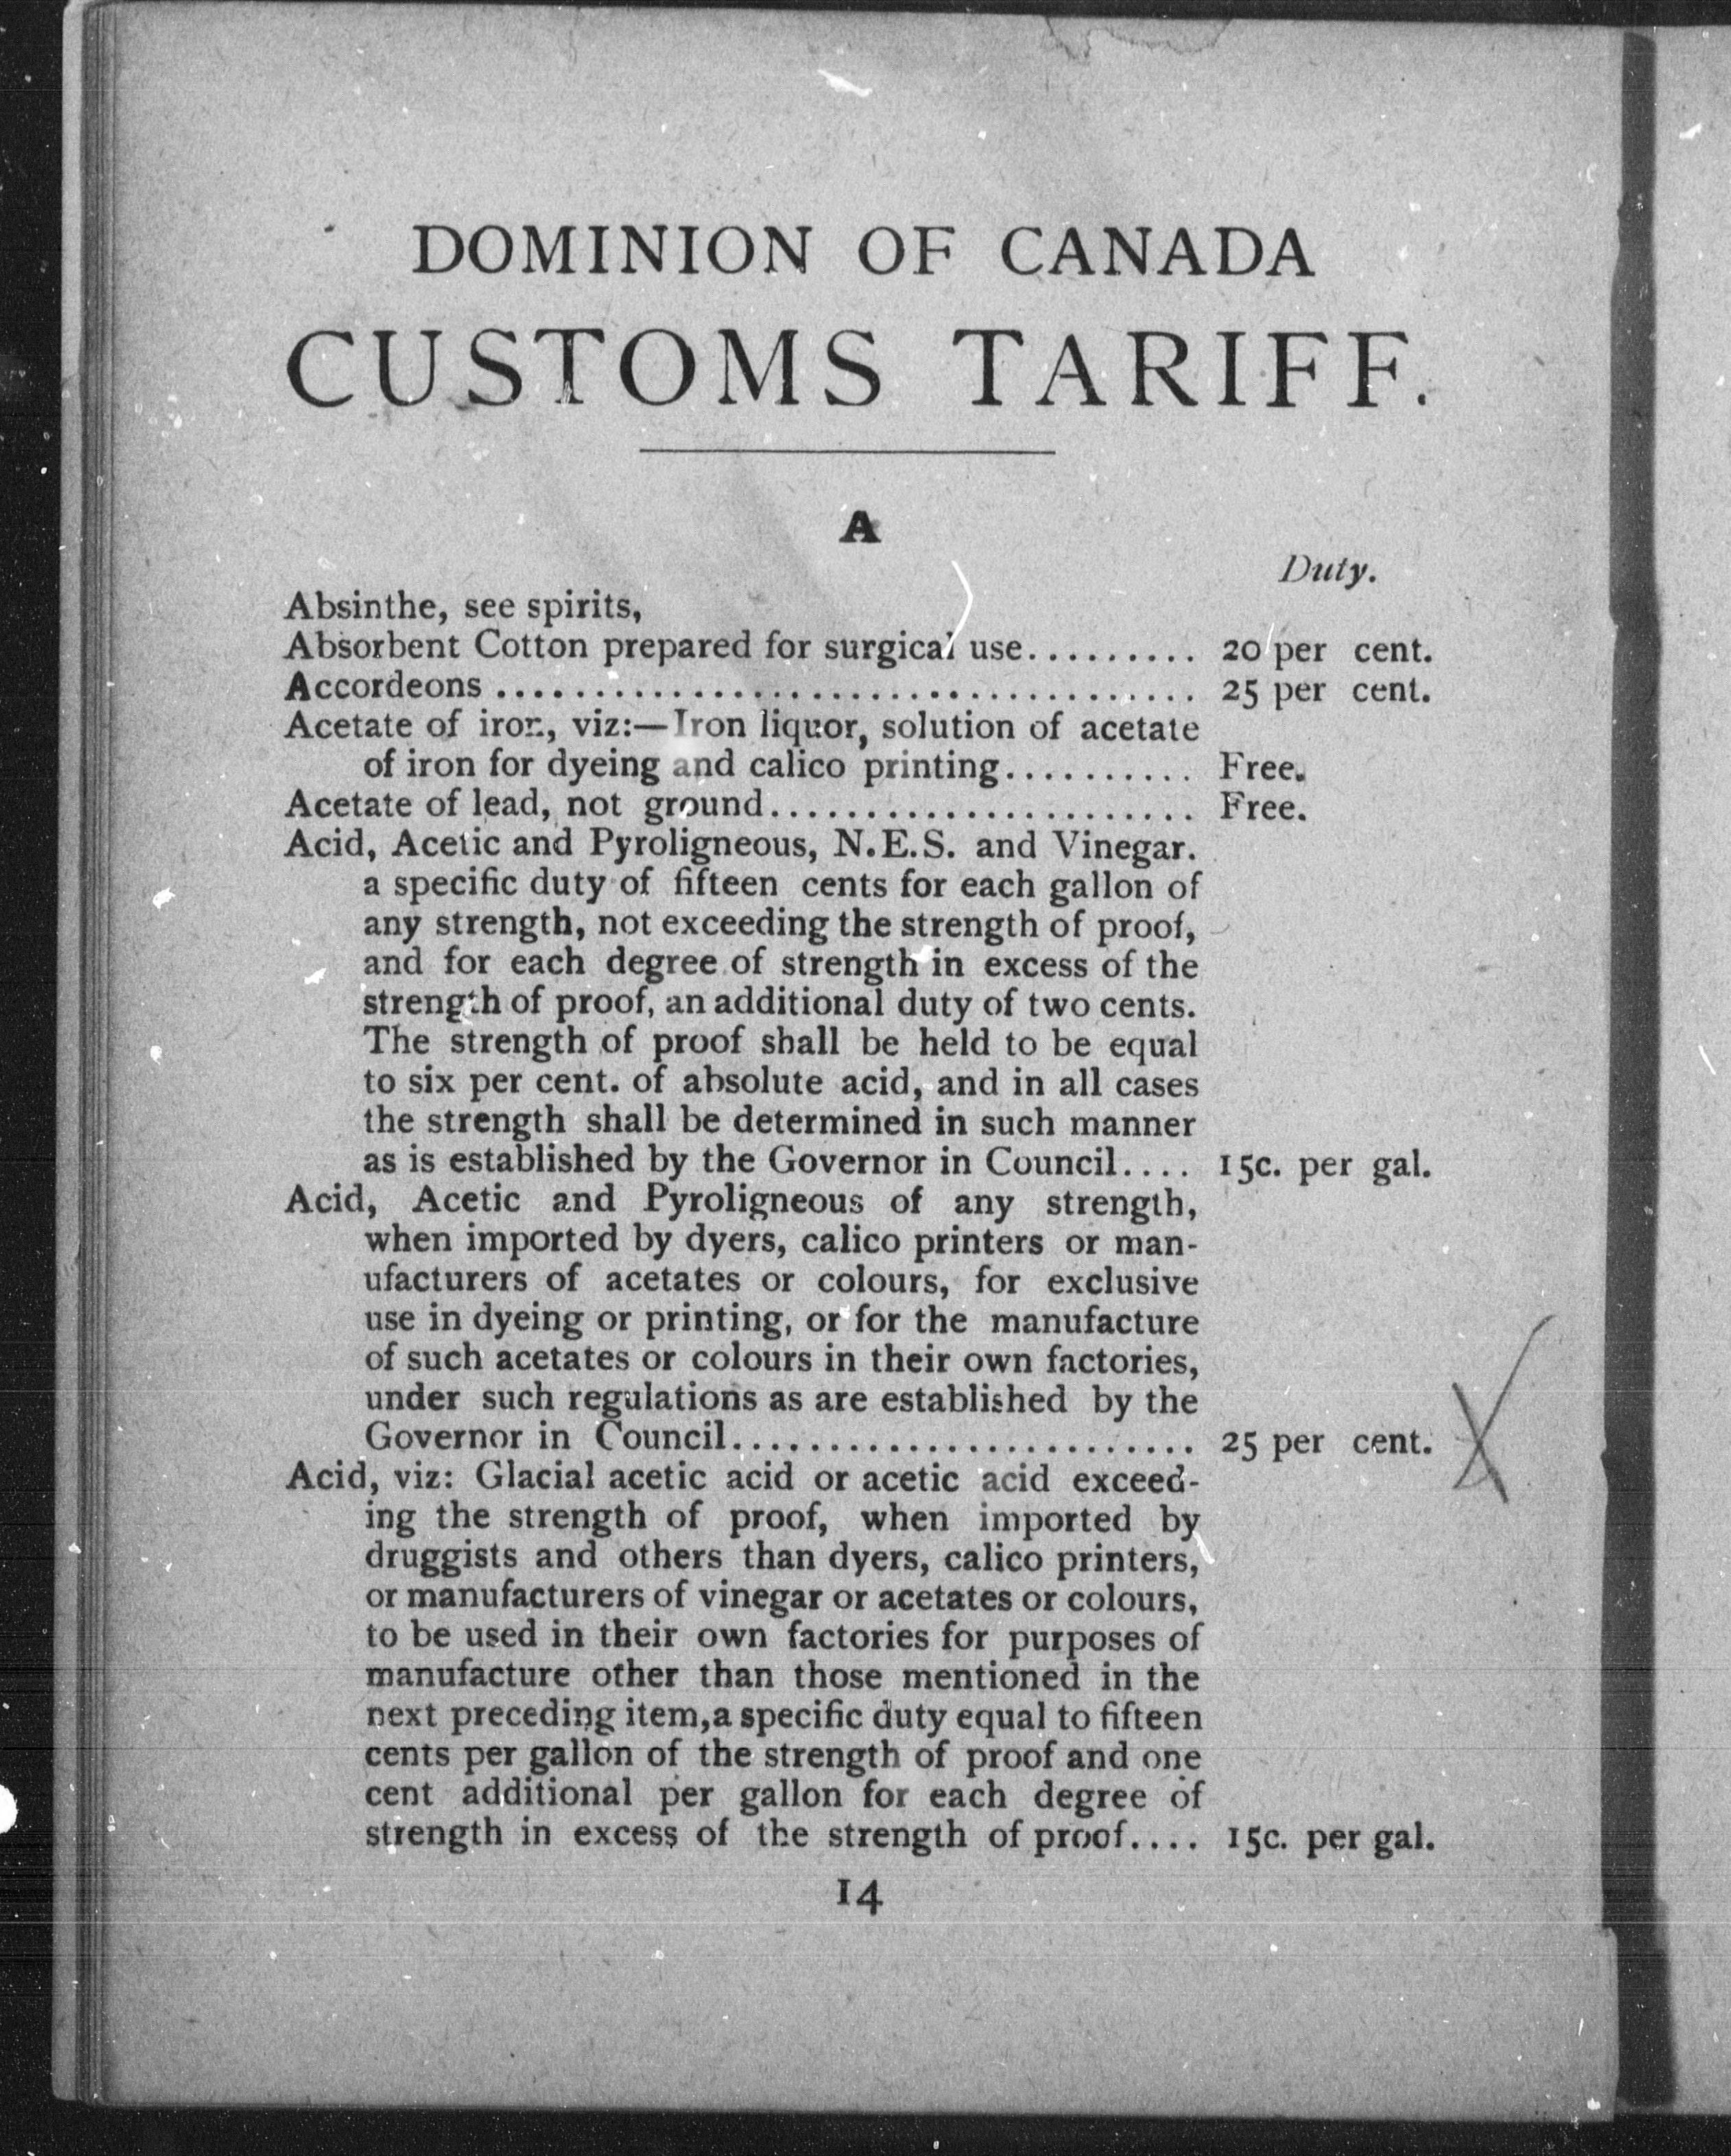 DOMINION OF CANADA
CUSTOMS TARIFF.
A
Duty.
Absinthe, see spirits,
Absorbent Cotton prepared for surgical use.......... 20 per cent.
Accordeons .................................... 25 per cent.
Acetate of iron, viz:—Iron liquor, solution of acetate
of iron for dyeing and calico printing.......... Free.
Acetate of lead, not ground...................... Free.
Acid, Acetic and Pyroligneous, N.E.S. and Vinegar.
a specific duty of fifteen cents for each gallon of
any strength, not exceeding the strength of proof,
and for each degree of strength in excess of the
strength of proof, an additional duty of two cents.
The strength of proof shall be held to be equal
to six per cent. of absolute acid, and in all cases
the strength shall be determined in such manner
as is established by the Governor in Council.... 15c. per gal.
Acid, Acetic and Pyroligneous of any strength,
when imported by dyers, calico printers or man-
ufacturers of acetates or colours, for exclusive
use in dyeing or printing, or for the manufacture
of such acetates or colours in their own factories,
under such regulations as are established by the
Governor in Council........................ 25 per cent.
Acid, viz: Glacial acetic acid or acetic acid exceed-
ing the strength of proof, when imported by
druggists and others than dyers, calico printers,
or manufacturers of vinegar or acetates or colours,
to be used in their own factories for purposes of
manufacture other than those mentioned in the
next preceding item,a specific duty equal to fifteen
cents per gallon of the strength of proof and one
cent additional per gallon for each degree of
strength in excess of the strength of proof.... 15c. per gal.
14